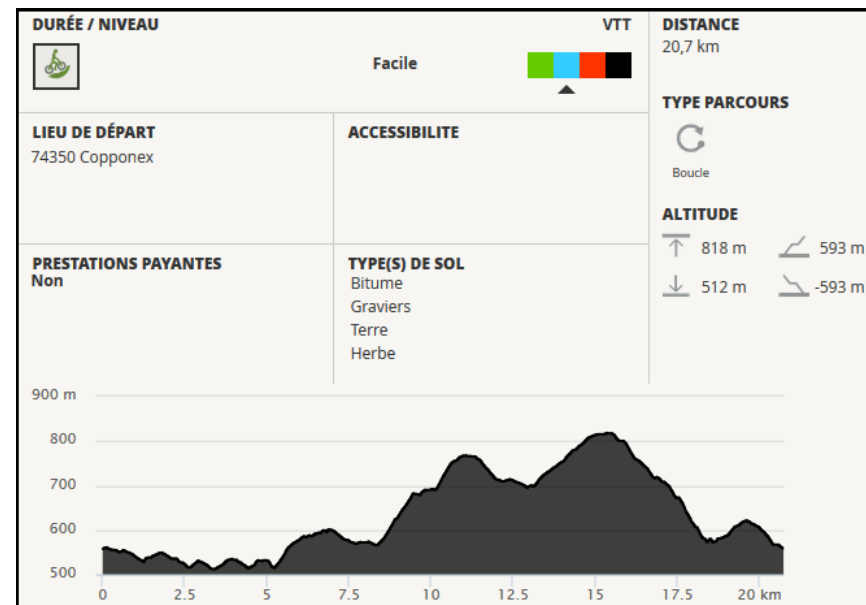 DURÉE / NIVEAU
VTT
Facile
LIEU DE DÉPART
74350 Copponex
ACCESSIBILITE
PRESTATIONS PAYANTES
Non
TYPE(S) DE SOL
Bitume
Graviers
Terre
Herbe
DISTANCE
20,7 km
TYPE PARCOURS
Boucle
ALTITUDE
818 m 593 m
512 m -593 m
900 m
800
700
600
500
0 2.5 5 7.5 10 12.5 15 17.5 20 km